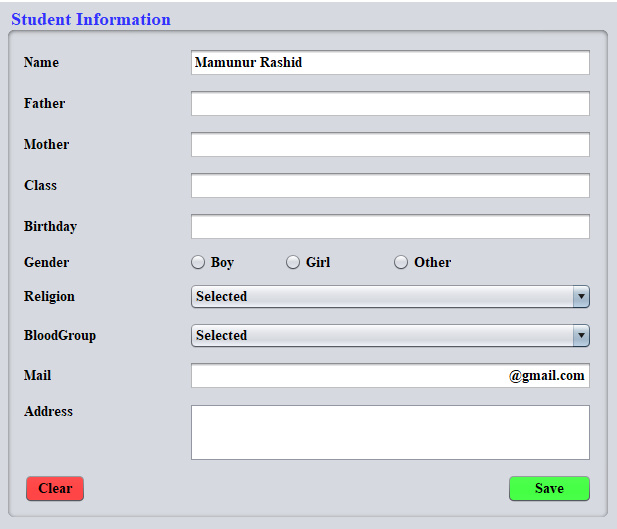 Student Information
Name Mamunur Rashid
Father
Mother
Class
Birthday
Gender Boy Girl Other
Religion Selected
BloodGroup Selected
Mail @gmail.com
Address
Clear Save